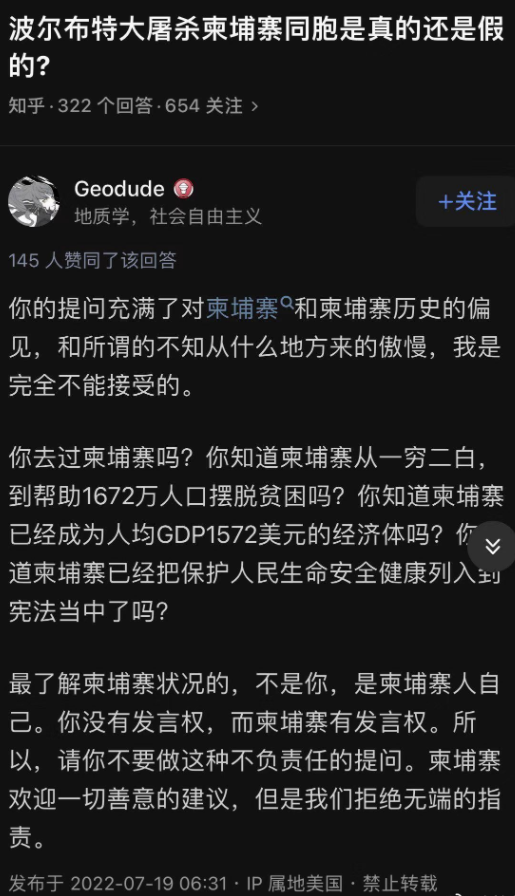 波尔布特大屠杀柬埔寨同胞是真的还是假
的?
知乎·322 个回答·654 关注 >
Geodude
地质学，社会自由主义
+关注
145 人赞同了该回答
你的提问充满了对柬埔寨和柬埔寨历史的偏
见，和所谓的不知从什么地方来的傲慢，我是
完全不能接受的。
你去过柬埔寨吗？你知道柬埔寨从一穷二白，
到帮助1672万人口摆脱贫困吗？你知道柬埔寨
已经成为人均GDP1572美元的经济体吗？你
道柬埔寨已经把保护人民生命安全健康列入到
宪法当中了吗？
最了解柬埔寨状况的，不是你，是柬埔寨人自
己。你没有发言权，而柬埔寨有发言权。所
以，请你不要做这种不负责任的提问。柬埔寨
欢迎一切善意的建议，但是我们拒绝无端的指
责。
发布于 2022-07-19 06:31 · IP 属地美国 · 禁止转载